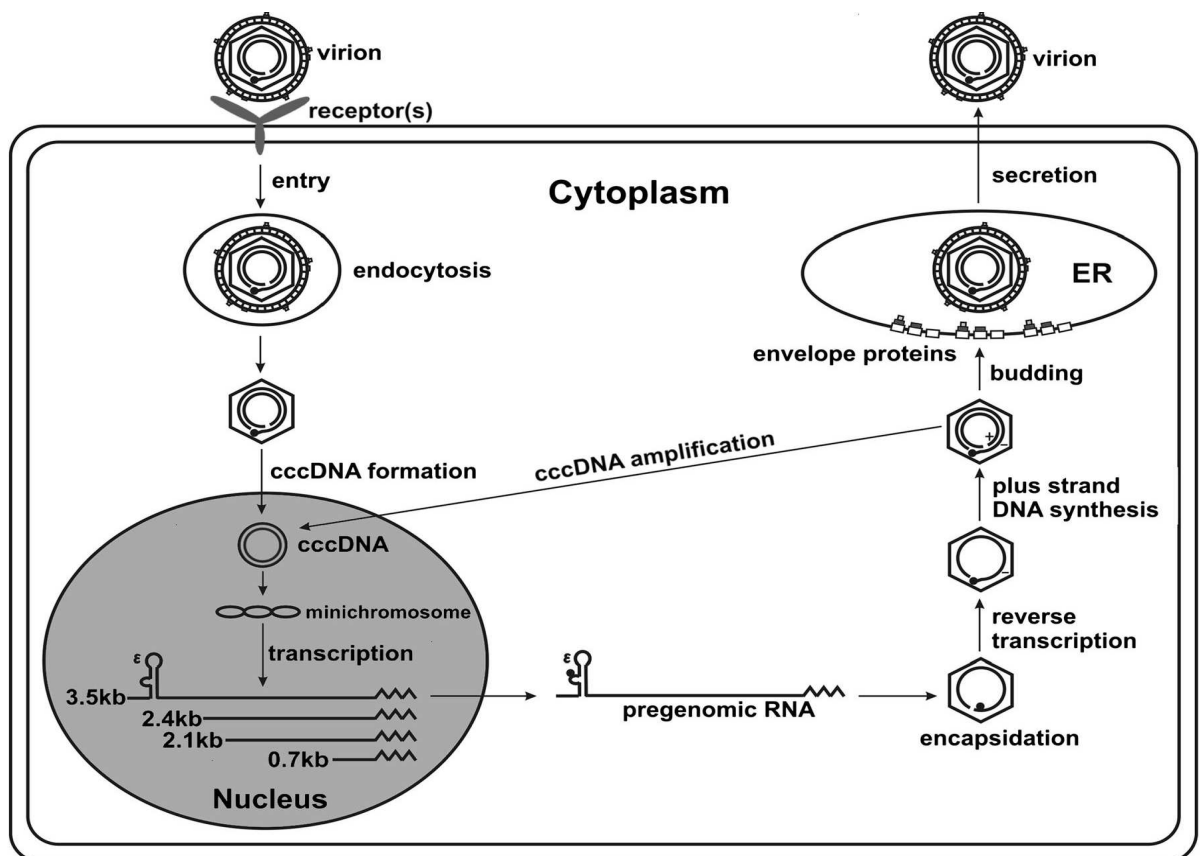 virion
receptor(s)
entry
endocytosis
cccDNA formation
cccDNA
minichromosome
transcription
ε
3.5kb
2.4kb
2.1kb
0.7kb
Nucleus
Cytoplasm
ε
pregenomic RNA
encapsidation
reverse
transcription
−
plus strand
DNA synthesis
+
−
cccDNA amplification
budding
envelope proteins
ER
secretion
virion